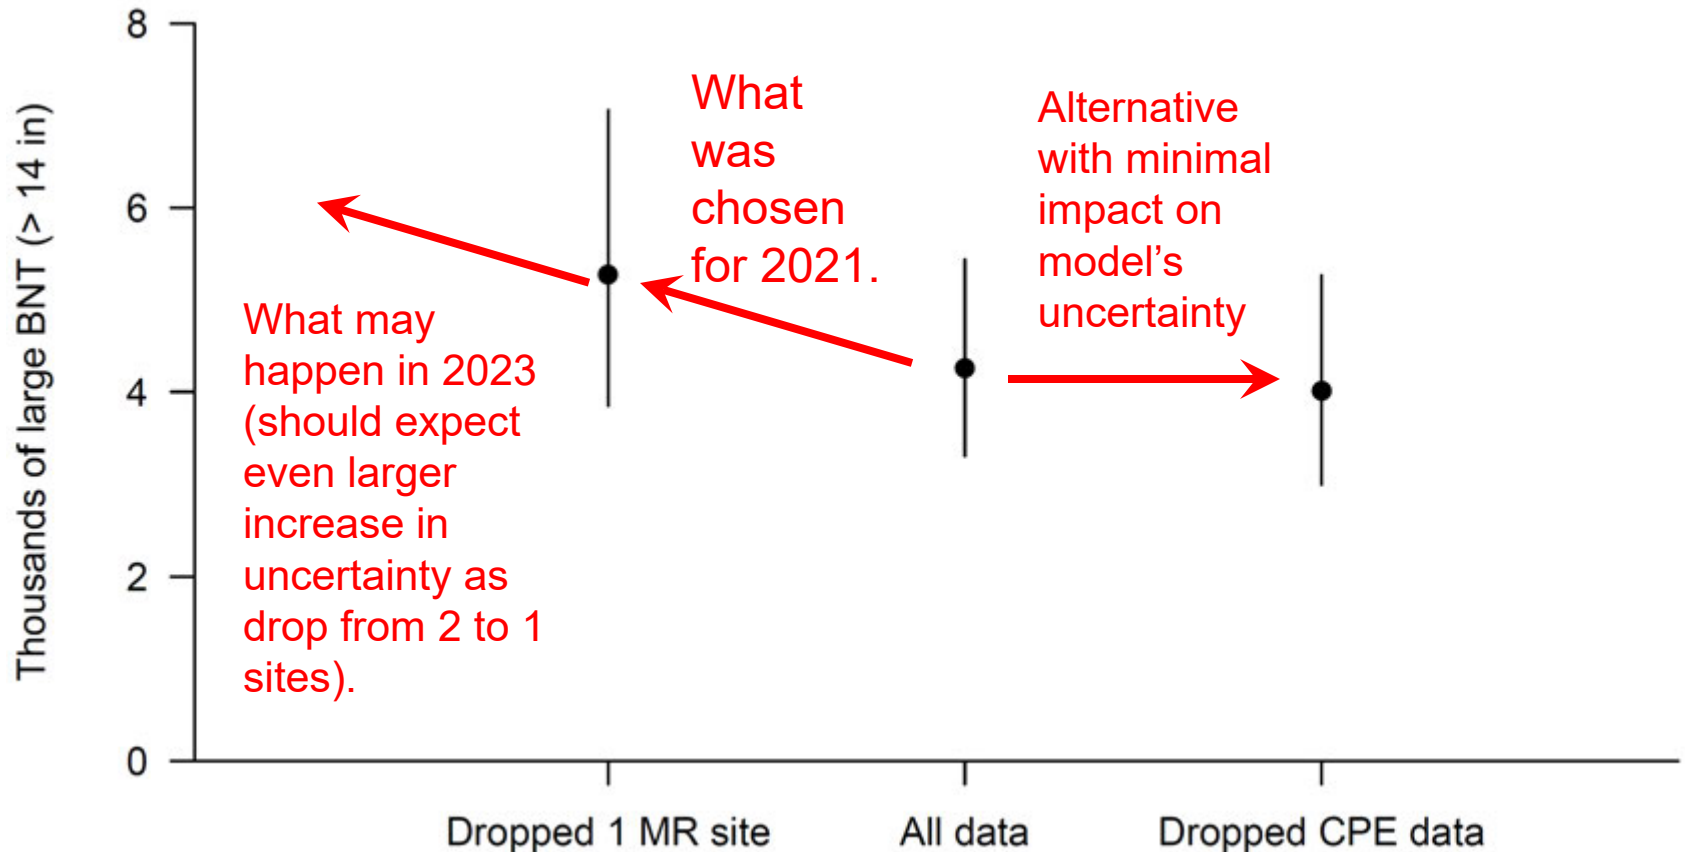 Thousands of large BNT (> 14 in)
8
6
4
2
0
What
was
chosen
for 2021.
Alternative
with minimal
impact on
model’s
uncertainty
What may
happen in 2023
(should expect
even larger
increase in
uncertainty as
drop from 2 to 1
sites).
Dropped 1 MR site
All data
Dropped CPE data